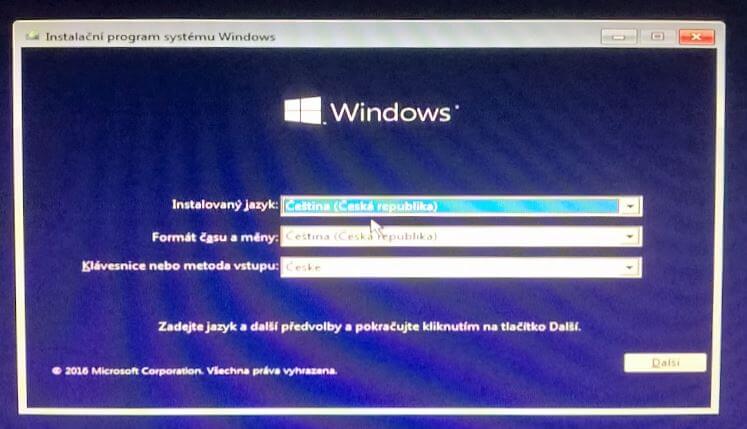 Instalační program systému Windows
Windows
Instalovaný jazyk: Čeština (Česká republika)
Formát času a měny: Čeština (Česká republika)
Klávesnice nebo metoda vstupu: České
Zadejte jazyk a další předvolby a pokračujte kliknutím na tlačítko Další.
© 2016 Microsoft Corporation. Všechna práva vyhrazena.
Další